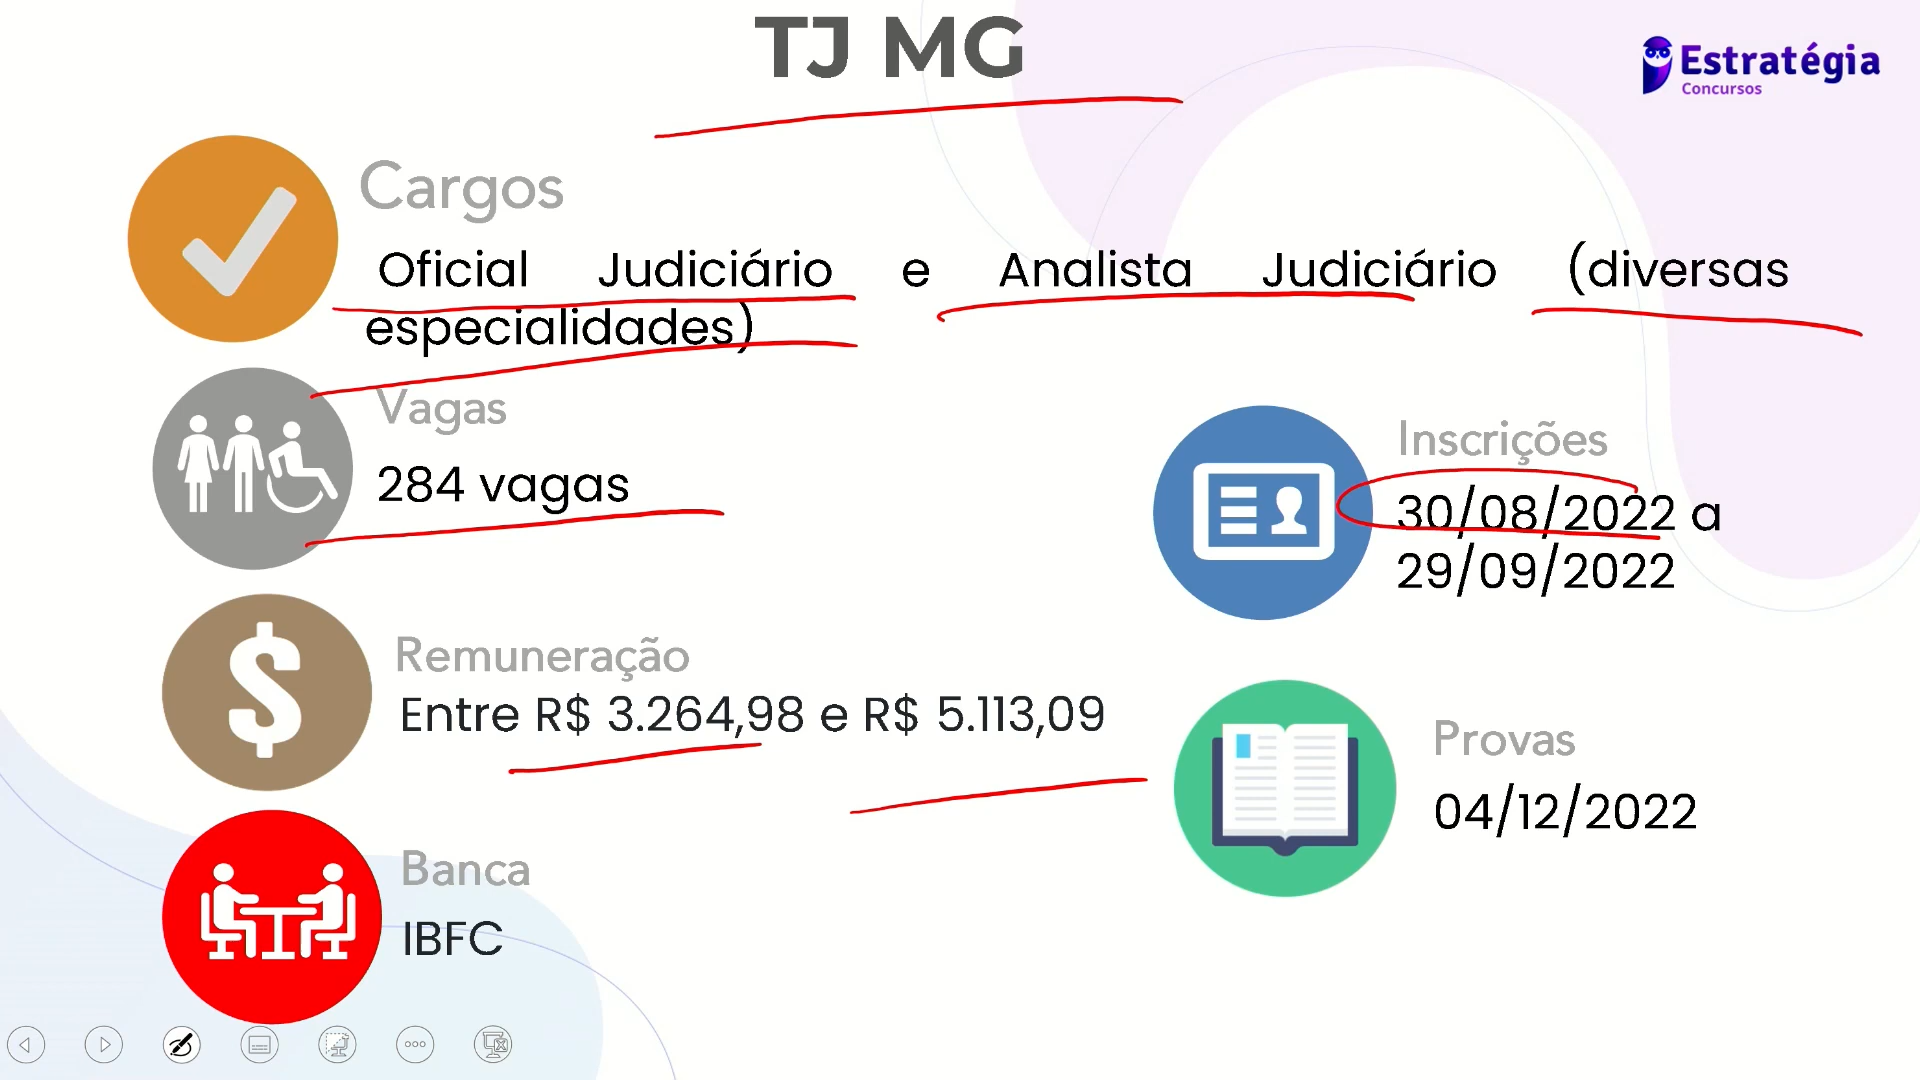 TJ MG
Estratégia
Concursos
Cargos
Oficial Judiciário e Analista Judiciário (diversas
especialidades)
Vagas
284 vagas
Inscrições
30/08/2022 a
29/09/2022
Remuneração
Entre R$ 3.264,98 e R$ 5.113,09
Provas
04/12/2022
Banca
IBFC